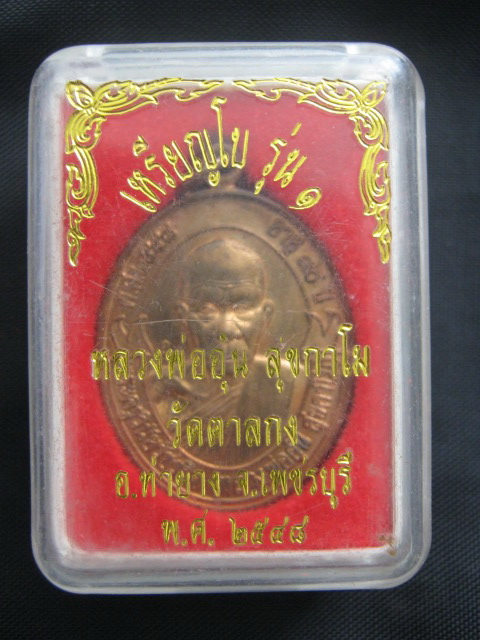 เหรียญโบ รุ่น ๑
หลวงพ่ออุ้น สุขกาโม
วัดตาลกง
อ.ท่ายาง จ.เพชรบุรี
พ.ศ. ๒๕๔๘